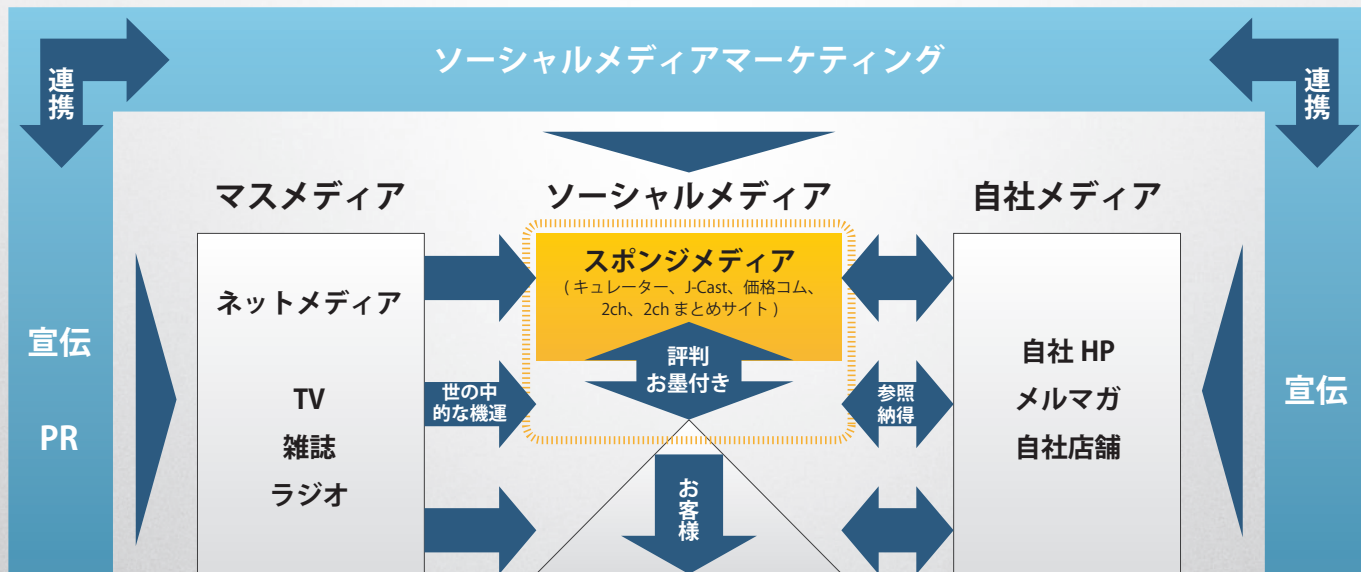 ソーシャルメディアマーケティング
連携
連携
マスメディア
ソーシャルメディア
自社メディア
宣伝
PR
ネットメディア
TV
雑誌
ラジオ
世の中
的な機運
スポンジメディア
( キュレーター、J-Cast、価格コム、
2ch、2ch まとめサイト )
評判
お墨付き
お客様
参照
納得
自社 HP
メルマガ
自社店舗
宣伝